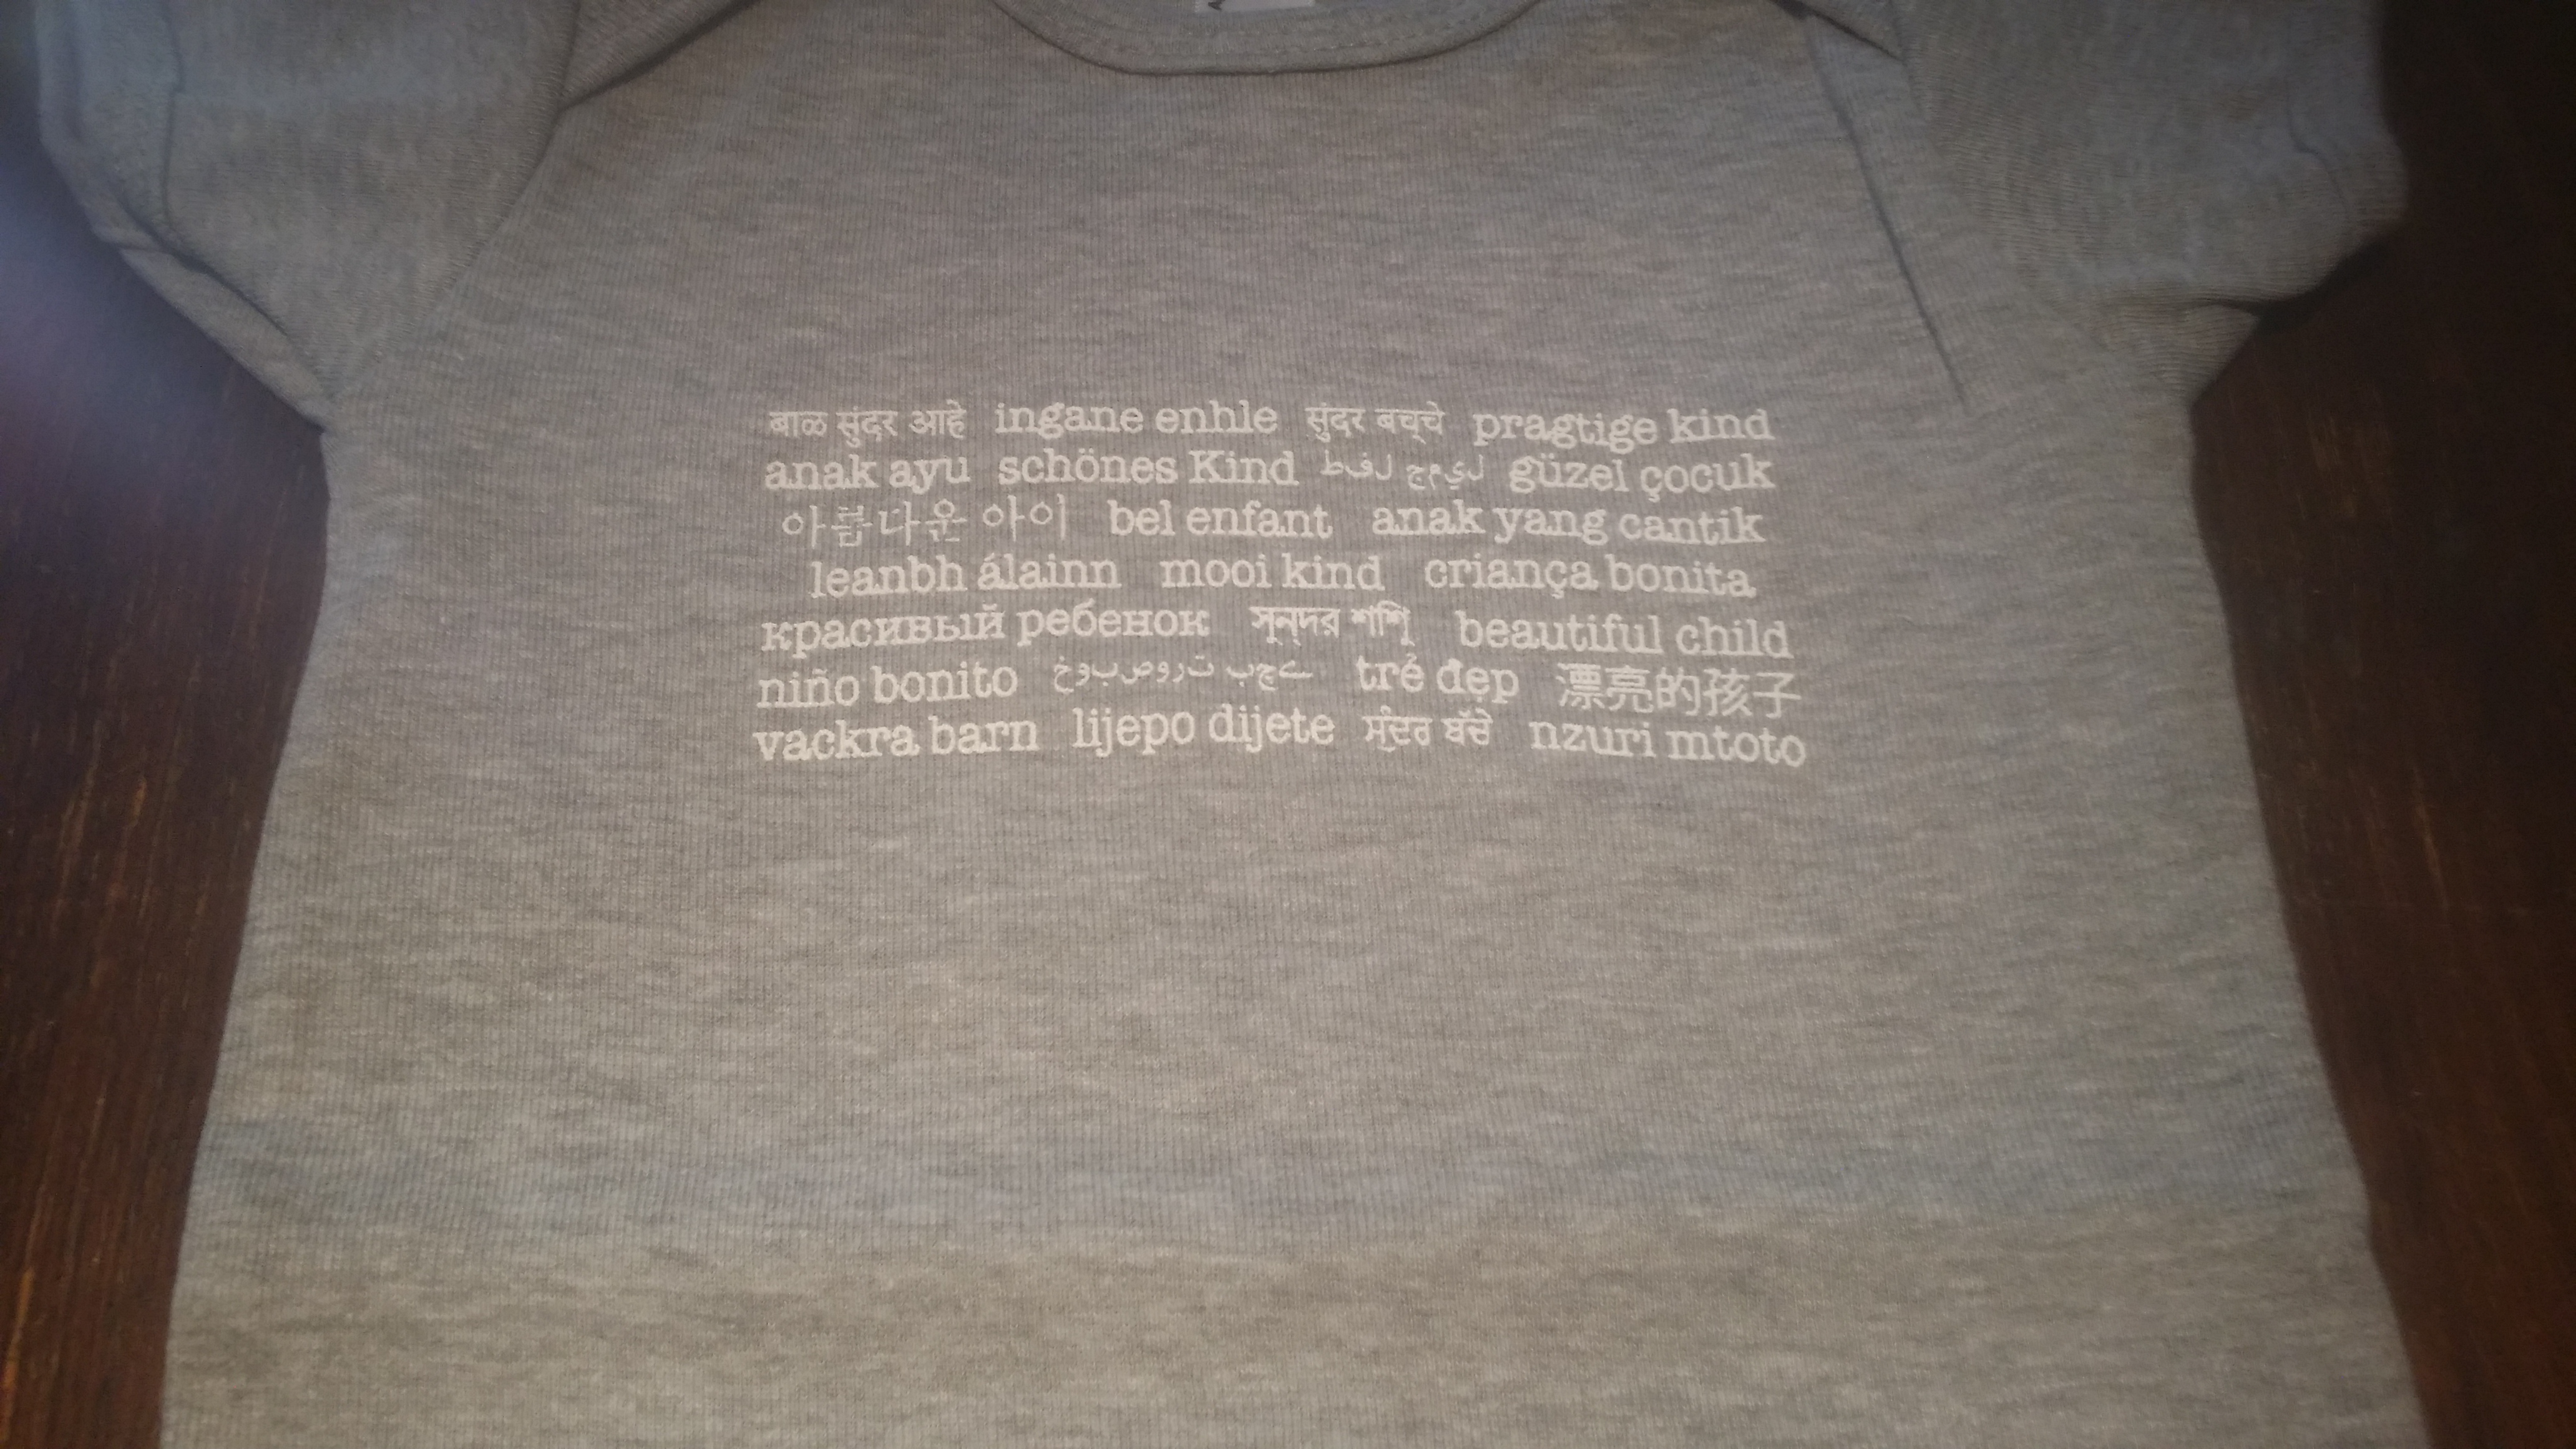 बाळ सुंदर आहे ingane enhle सुंदर बच्चे pragtige kind
anak ayu schönes Kind ل ي م ج ل ف ط güzel çocuk
아름다운 아이 bel enfant anak yang cantik
leanbh álainn mooi kind criança bonita
красивый ребенок সুন্দর শিশু beautiful child
niño bonito خ و ب ص و ر ت ب چ ے trẻ đẹp 漂亮的孩子
vackra barn lijepo dijete ਸੁੰਦਰ ਬੱਚੇ nzuri mtoto